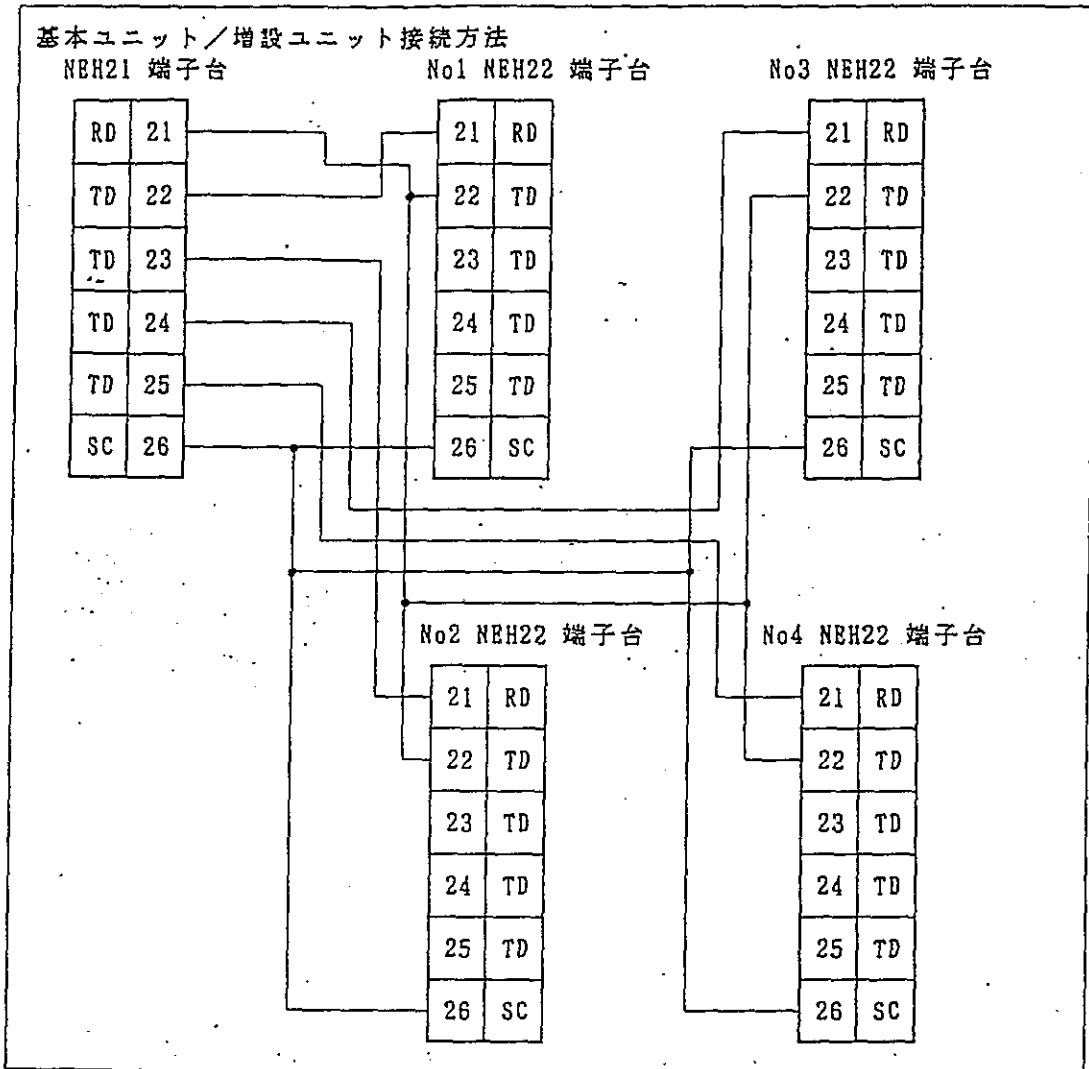 基本ユニット／増設ユニット接続方法
NEH21 端子台
No1 NEH22 端子台
No3 NEH22 端子台
RD 21
TD 22
TD 23
TD 24
TD 25
SC 26
21 RD
22 TD
23 TD
24 TD
25 TD
26 SC
21 RD
22 TD
23 TD
24 TD
25 TD
26 SC
No2 NEH22 端子台
No4 NEH22 端子台
21 RD
22 TD
23 TD
24 TD
25 TD
26 SC
21 RD
22 TD
23 TD
24 TD
25 TD
26 SC